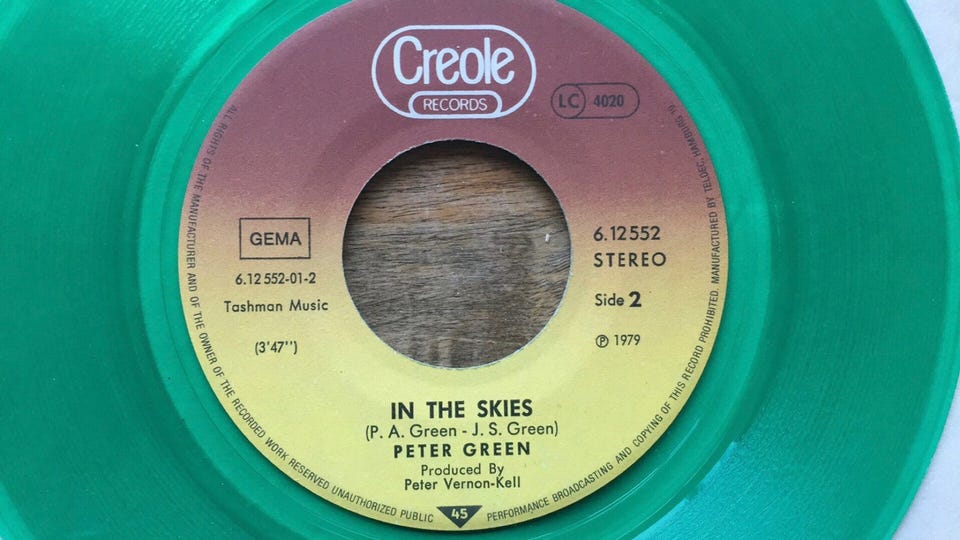 Creole
RECORDS
LC 4020
GEMA
6.12 552-01-2
Tashman Music
(3'47'')
6.12 552
STEREO
Side 2
℗ 1979
IN THE SKIES
(P. A. Green - J. S. Green)
PETER GREEN
Produced By
Peter Vernon-Kell
45
ALL RIGHTS OF THE MANUFACTURER AND OF THE OWNER OF THE RECORDED WORK RESERVED UNAUTHORIZED PUBLIC PERFORMANCE BROADCASTING AND COPYING OF THIS RECORD PROHIBITED. MANUFACTURED BY TELDEC, HAMBURG